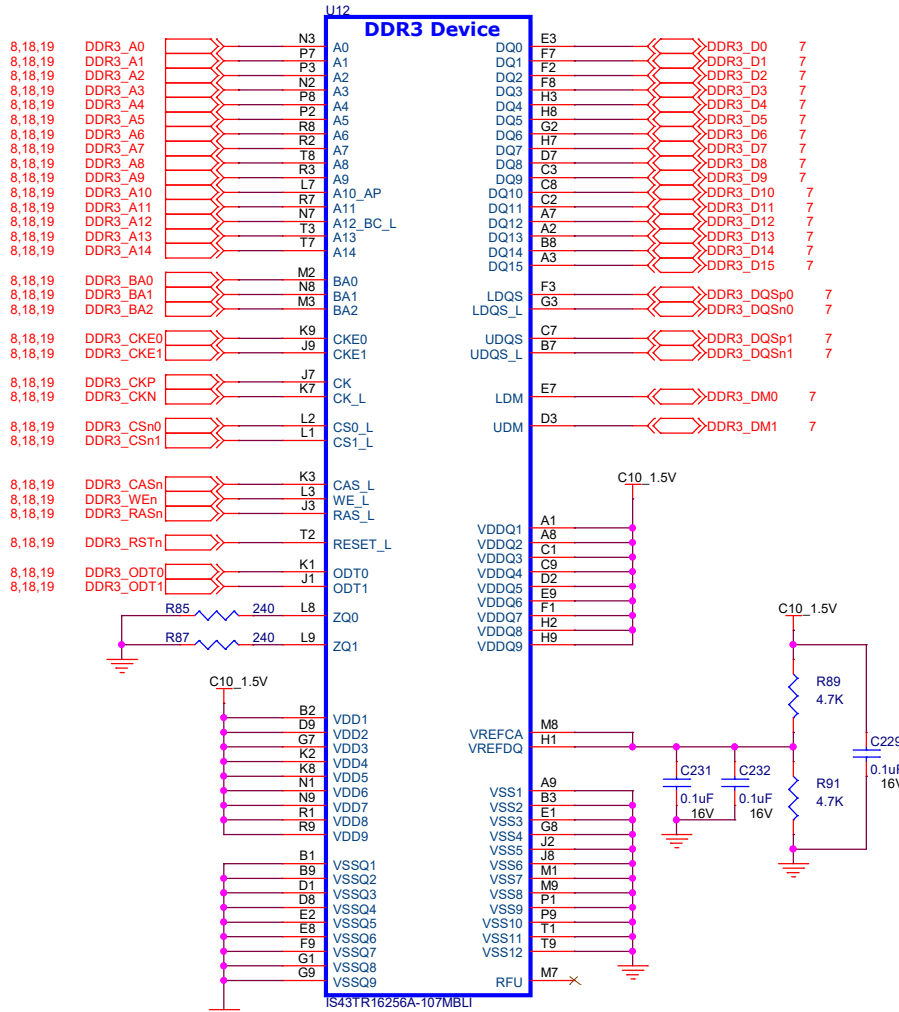 U12
DDR3 Device
8,18,19 DDR3_A0 N3 A0 DQ0 E3 DDR3_D0 7
8,18,19 DDR3_A1 P7 A1 DQ1 F7 DDR3_D1 7
8,18,19 DDR3_A2 P3 A2 DQ2 F2 DDR3_D2 7
8,18,19 DDR3_A3 N2 A3 DQ3 F8 DDR3_D3 7
8,18,19 DDR3_A4 P8 A4 DQ4 H3 DDR3_D4 7
8,18,19 DDR3_A5 P2 A5 DQ5 H8 DDR3_D5 7
8,18,19 DDR3_A6 R8 A6 DQ6 G2 DDR3_D6 7
8,18,19 DDR3_A7 R2 A7 DQ7 H7 DDR3_D7 7
8,18,19 DDR3_A8 T8 A8 DQ8 D7 DDR3_D8 7
8,18,19 DDR3_A9 R3 A9 DQ9 C3 DDR3_D9 7
8,18,19 DDR3_A10 L7 A10_AP DQ10 C8 DDR3_D10 7
8,18,19 DDR3_A11 R7 A11 DQ11 C2 DDR3_D11 7
8,18,19 DDR3_A12 N7 A12_BC_L DQ12 A7 DDR3_D12 7
8,18,19 DDR3_A13 T3 A13 DQ13 A2 DDR3_D13 7
8,18,19 DDR3_A14 T7 A14 DQ14 B8 DDR3_D14 7
DQ15 A3 DDR3_D15 7
8,18,19 DDR3_BA0 M2 BA0
8,18,19 DDR3_BA1 N8 BA1 LDQS F3 DDR3_DQSp0 7
8,18,19 DDR3_BA2 M3 BA2 LDQS_L G3 DDR3_DQSn0 7
8,18,19 DDR3_CKE0 K9 CKE0 UDQS C7 DDR3_DQSp1 7
8,18,19 DDR3_CKE1 J9 CKE1 UDQS_L B7 DDR3_DQSn1 7
8,18,19 DDR3_CKP J7 CK
8,18,19 DDR3_CKN K7 CK_L LDM E7 DDR3_DM0 7
8,18,19 DDR3_CSn0 L2 CS0_L UDM D3 DDR3_DM1 7
8,18,19 DDR3_CSn1 L1 CS1_L
C10_1.5V
8,18,19 DDR3_CASn K3 CAS_L
8,18,19 DDR3_WEn L3 WE_L
8,18,19 DDR3_RASn J3 RAS_L
VDDQ1 A1
8,18,19 DDR3_RSTn T2 RESET_L VDDQ2 A8
VDDQ3 C1
8,18,19 DDR3_ODT0 K1 ODT0 VDDQ4 C9
8,18,19 DDR3_ODT1 J1 ODT1 VDDQ5 D2
VDDQ6 E9
R85 240 L8 ZQ0 VDDQ7 F1 C10_1.5V
VDDQ8 H2
R87 240 L9 ZQ1 VDDQ9 H9
C10_1.5V
R89
4.7K
B2 VDD1
D9 VDD2 VREFCA M8
G7 VDD3 VREFDQ H1 C229
K2 VDD4
K8 VDD5 C231 C232 0.1uF
N1 VDD6 VSS1 A9 R91 16V
N9 VDD7 VSS2 B3 0.1uF 0.1uF 4.7K
R1 VDD8 VSS3 E1 16V 16V
R9 VDD9 VSS4 G8
VSS5 J2
B1 VSSQ1 VSS6 J8
B9 VSSQ2 VSS7 M1
D1 VSSQ3 VSS8 M9
D8 VSSQ4 VSS9 P1
E2 VSSQ5 VSS10 P9
E8 VSSQ6 VSS11 T1
F9 VSSQ7 VSS12 T9
G1 VSSQ8
G9 VSSQ9 RFU M7
IS43TR16256A-107MBLI